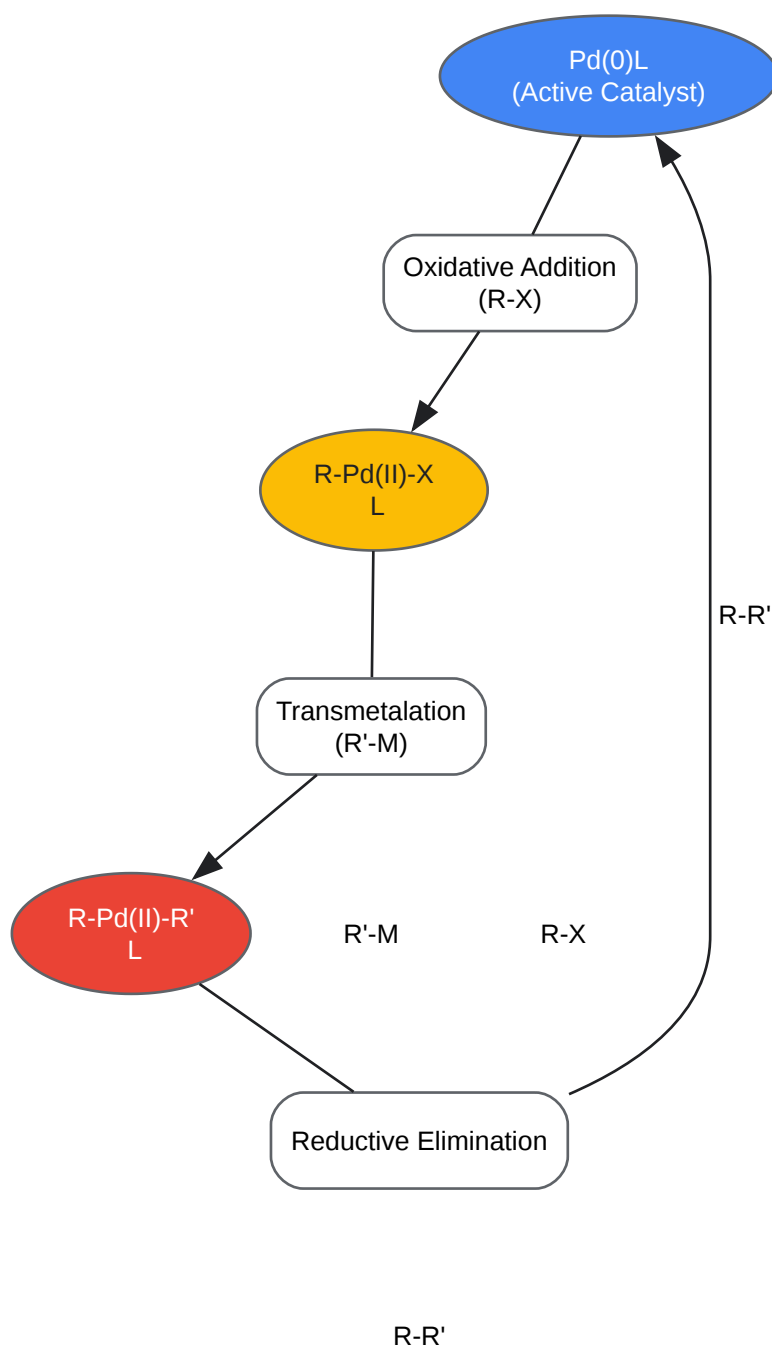 Pd(0)L
(Active Catalyst)
Oxidative Addition
(R-X)
R-Pd(II)-X
L
R-R'
Transmetalation
(R'-M)
R-Pd(II)-R'
L
R'-M
R-X
Reductive Elimination
R-R'